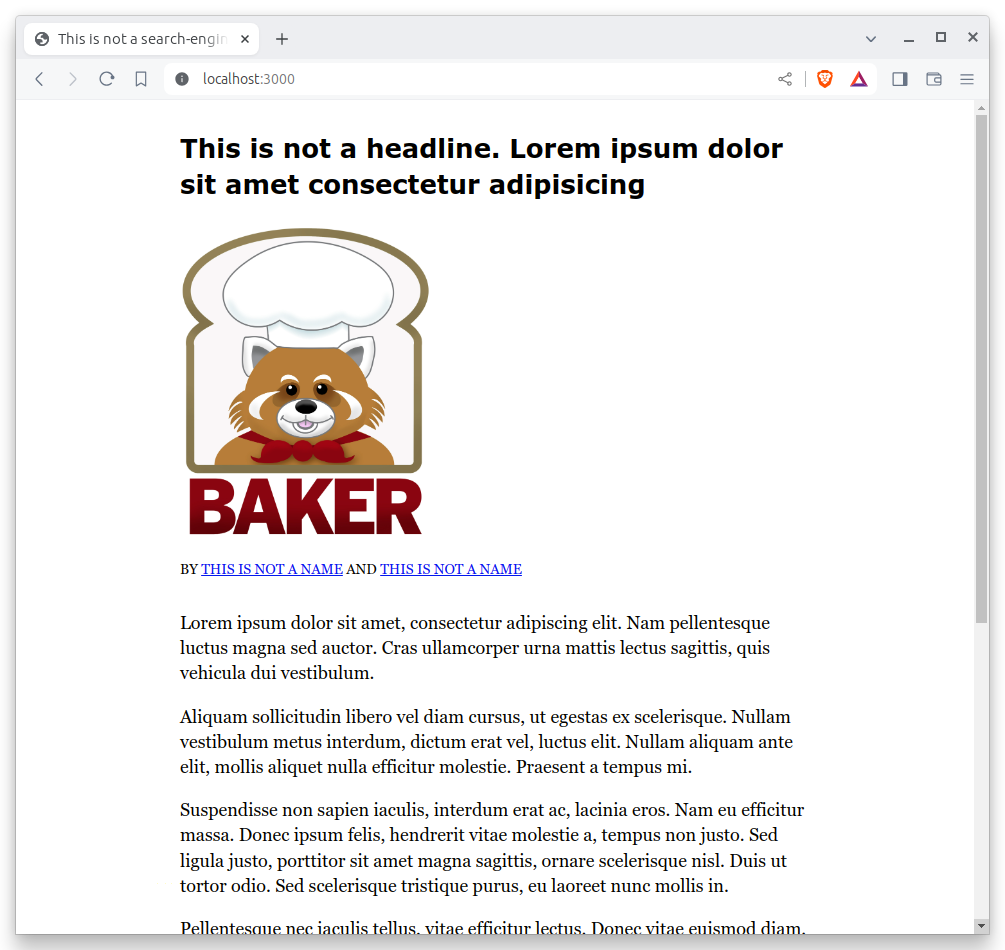 This is not a search-engin
localhost:3000
This is not a headline. Lorem ipsum dolor
sit amet consectetur adipisicing
BAKER
BY THIS IS NOT A NAME AND THIS IS NOT A NAME
Lorem ipsum dolor sit amet, consectetur adipiscing elit. Nam pellentesque
luctus magna sed auctor. Cras ullamcorper urna mattis lectus sagittis, quis
vehicula dui vestibulum.
Aliquam sollicitudin libero vel diam cursus, ut egestas ex scelerisque. Nullam
vestibulum metus interdum, dictum erat vel, luctus elit. Nullam aliquam ante
elit, mollis aliquet nulla efficitur molestie. Praesent a tempus mi.
Suspendisse non sapien iaculis, interdum erat ac, lacinia eros. Nam eu efficitur
massa. Donec ipsum felis, hendrerit vitae molestie a, tempus non justo. Sed
ligula justo, porttitor sit amet magna sagittis, ornare scelerisque nisl. Duis ut
tortor odio. Sed scelerisque tristique purus, eu laoreet nunc mollis in.
Pellentesque nec iaculis tellus, vitae efficitur lectus. Donec vitae euismod diam.